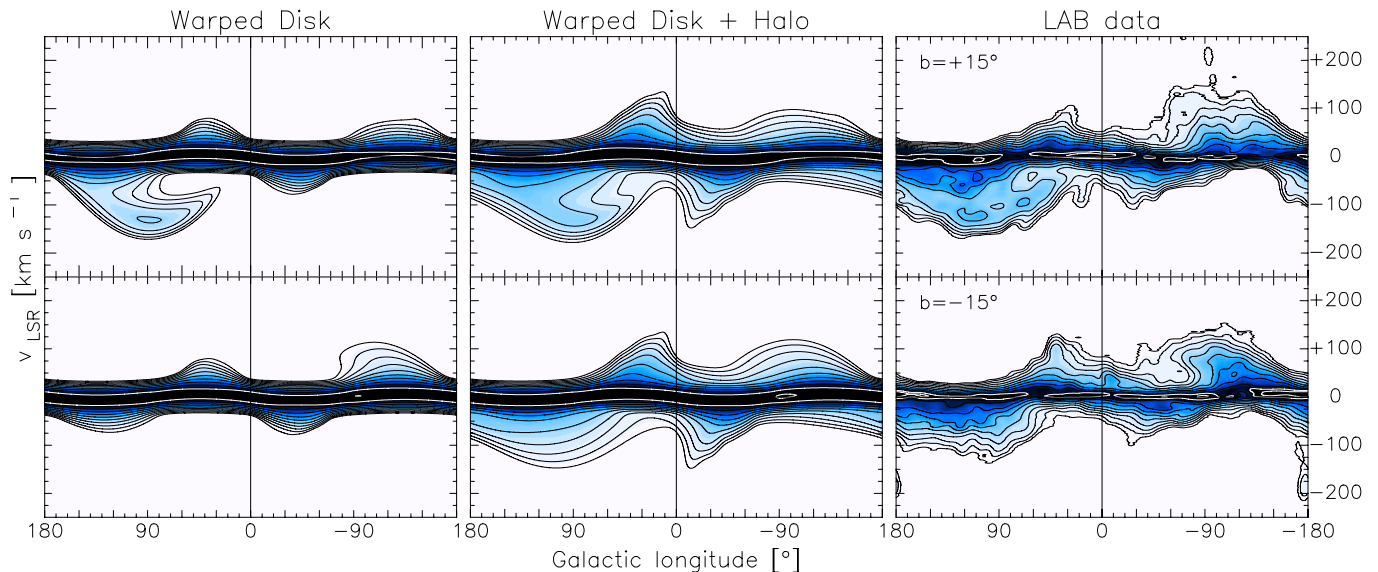 Warped Disk
Warped Disk + Halo
LAB data
b=+15°
+200
+100
0
−100
−200
b=−15°
+200
+100
0
−100
−200
v LSR [km s −1 ]
180 90 0 −90
90 0 −90
180 90 0 −90 −180
Galactic longitude [°]